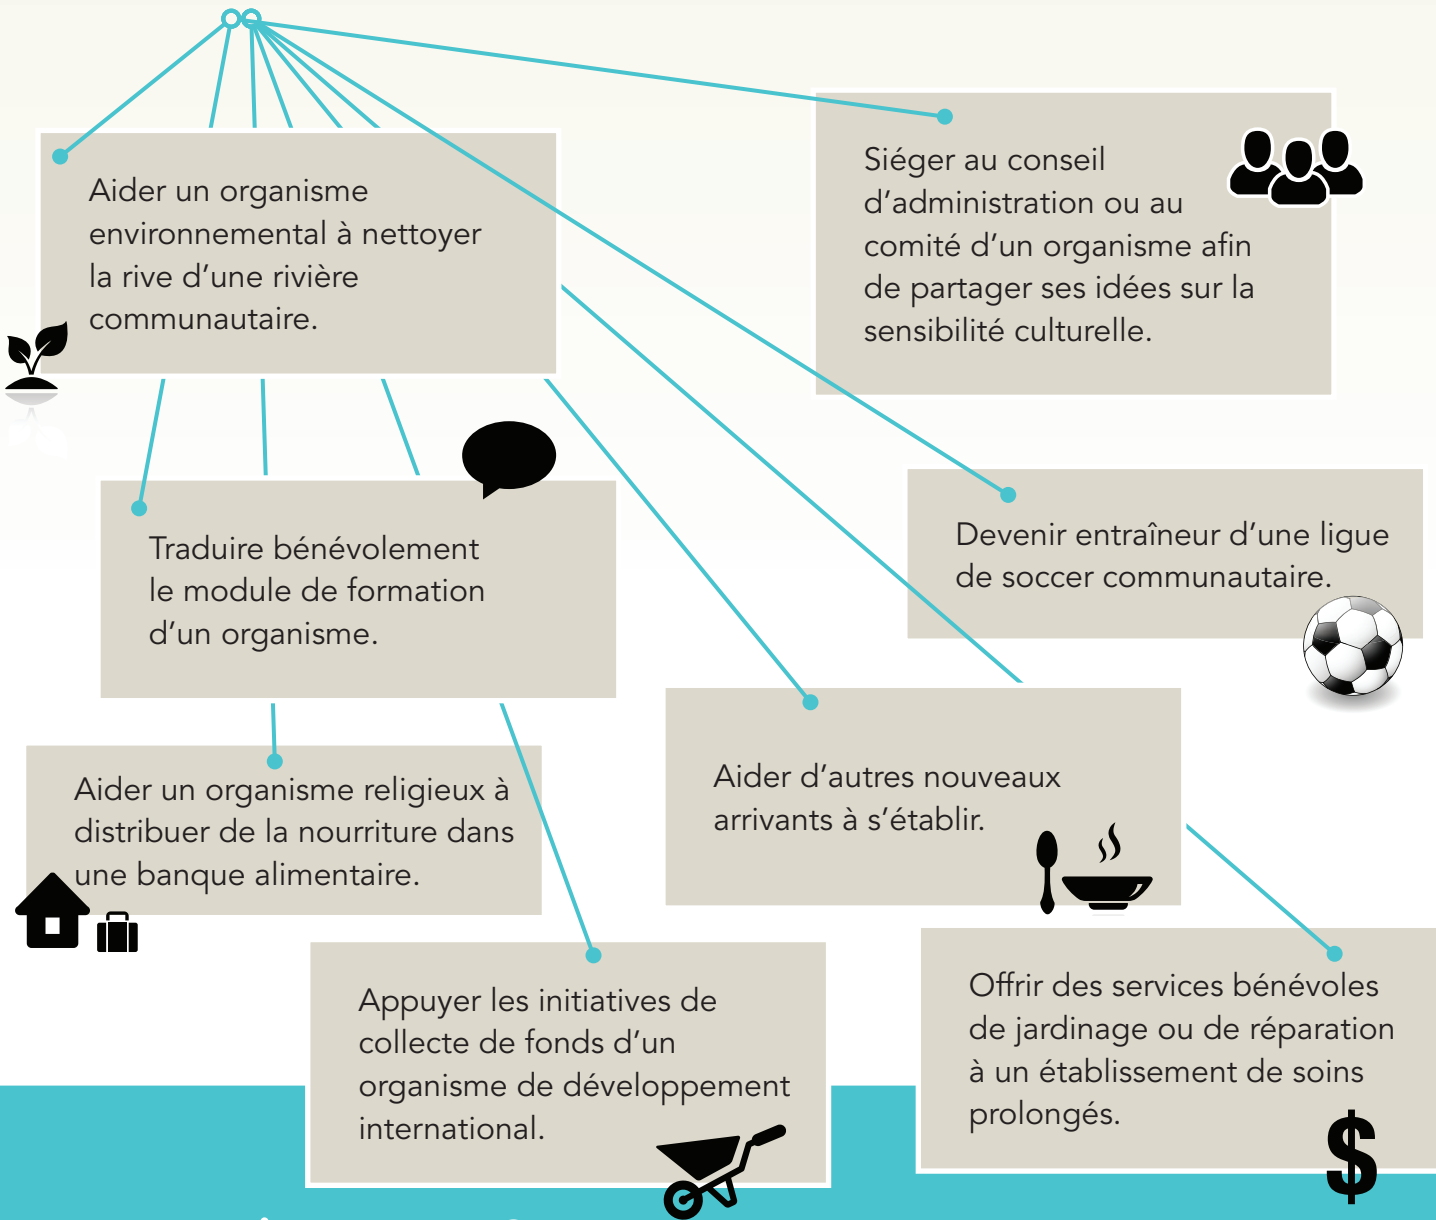 Aider un organisme
environnemental à nettoyer
la rive d’une rivière
communautaire.
Siéger au conseil
d’administration ou au
comité d’un organisme afin
de partager ses idées sur la
sensibilité culturelle.
Traduire bénévolement
le module de formation
d’un organisme.
Devenir entraîneur d’une ligue
de soccer communautaire.
Aider un organisme religieux à
distribuer de la nourriture dans
une banque alimentaire.
Aider d’autres nouveaux
arrivants à s’établir.
Appuyer les initiatives de
collecte de fonds d’un
organisme de développement
international.
Offrir des services bénévoles
de jardinage ou de réparation
à un établissement de soins
prolongés.
$